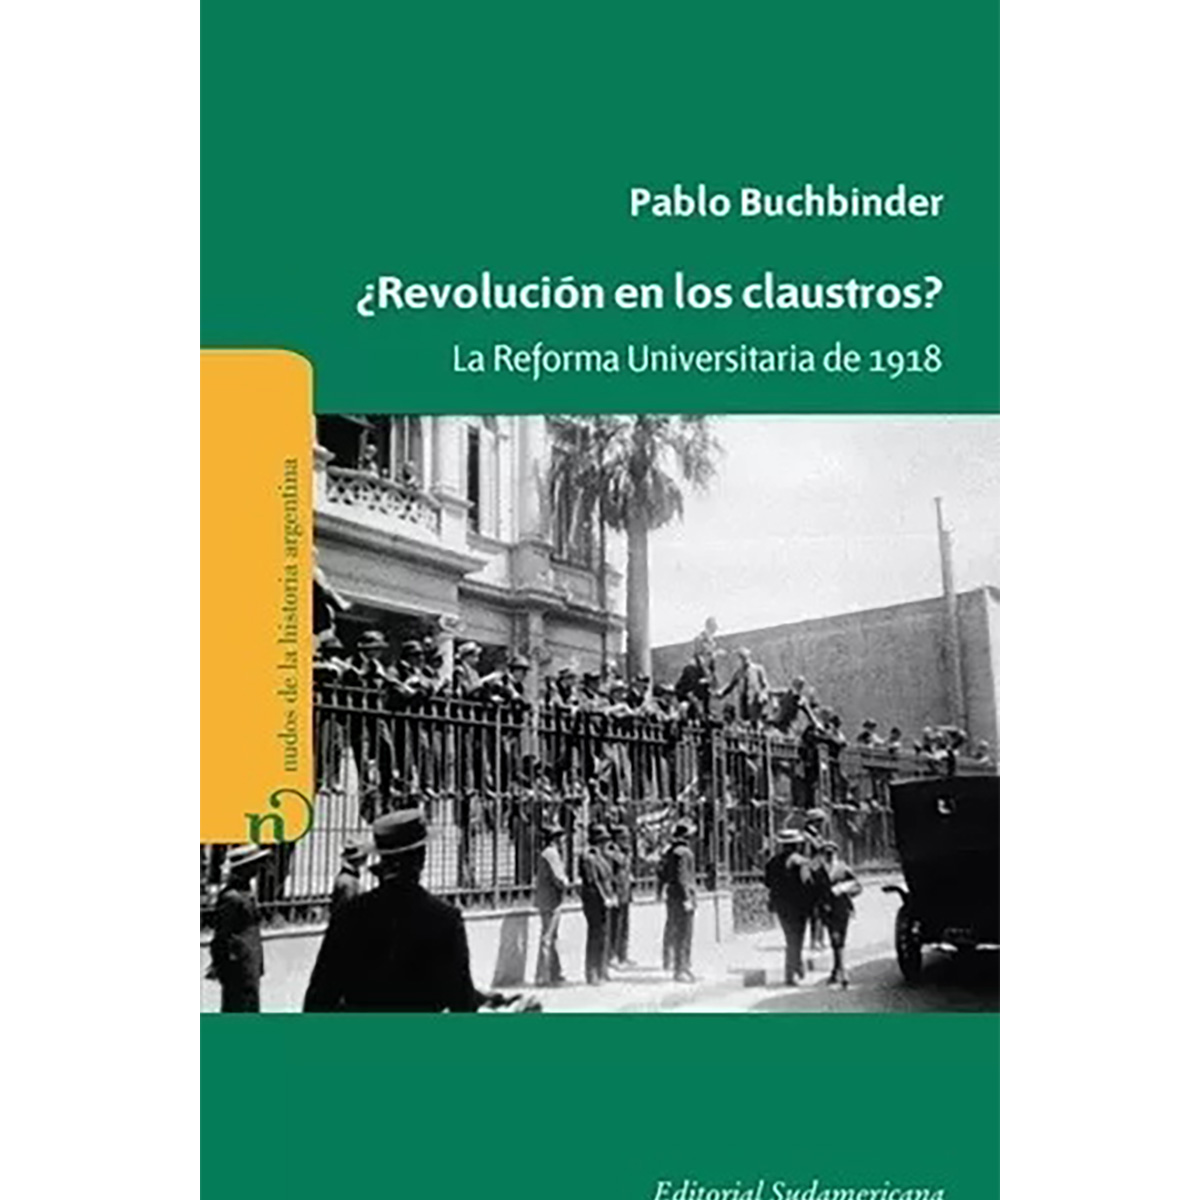 Pablo Buchbinder
¿Revolución en los claustros?
La Reforma Universitaria de 1918
nudos de la historia argentina
n
Editorial Sudamericana